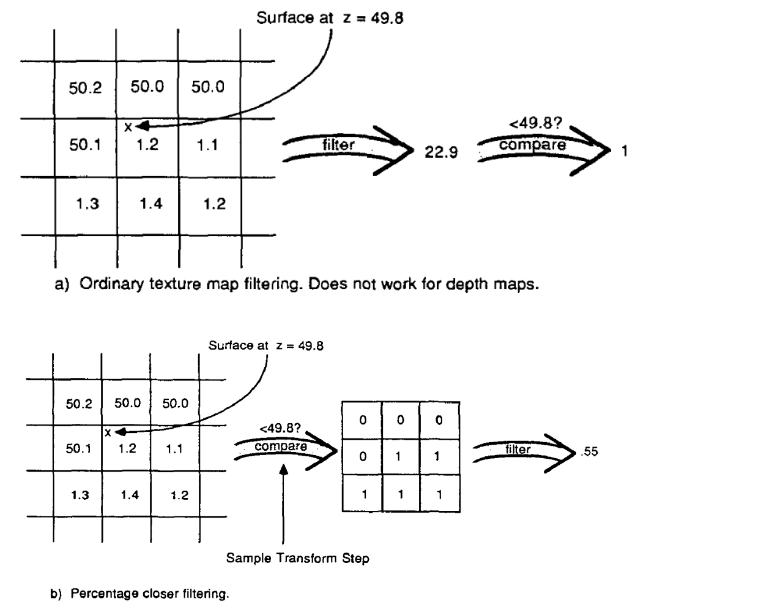 Surface at z = 49.8
50.2 50.0 50.0
x
50.1 1.2 1.1
1.3 1.4 1.2
filter
22.9
<49.8?
compare
1
a) Ordinary texture map filtering. Does not work for depth maps.
Surface at z = 49.8
50.2 50.0 50.0
x
50.1 1.2 1.1
1.3 1.4 1.2
<49.8?
compare
0 0 0
0 1 1
1 1 1
filter
.55
Sample Transform Step
b) Percentage closer filtering.